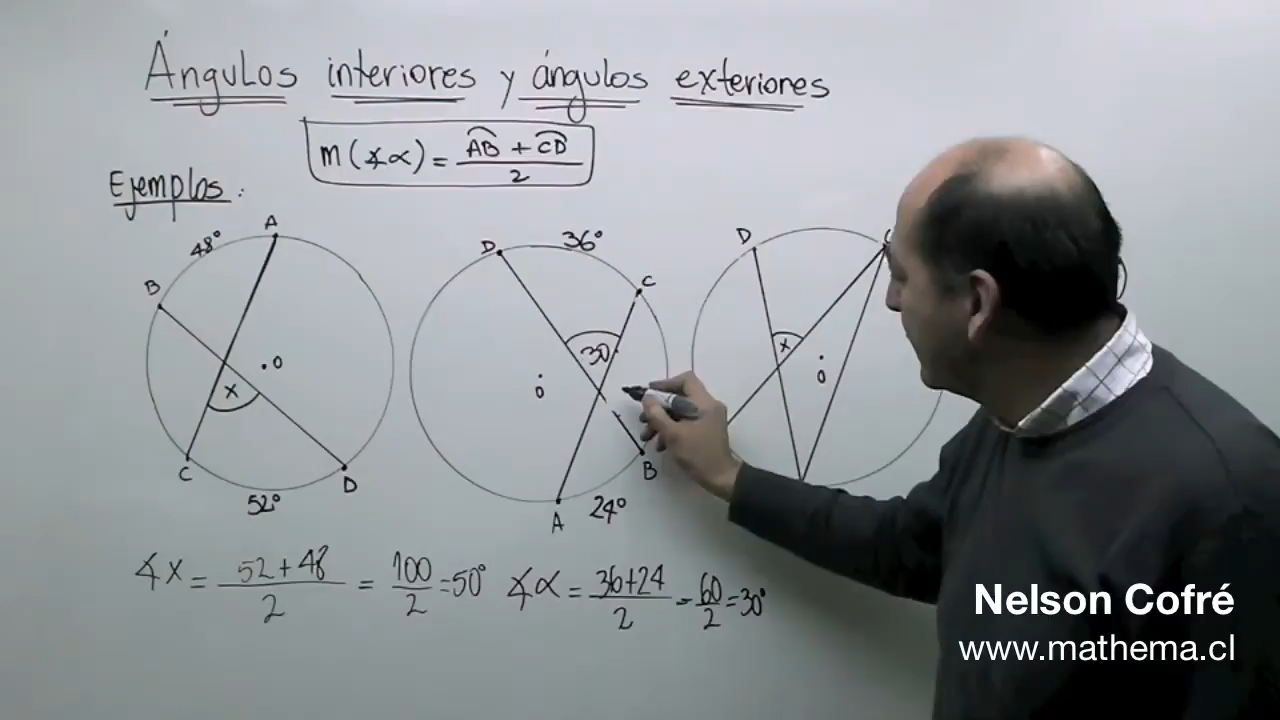 Ángulos interiores y ángulos exteriores
m(∡α) = AB + CD / 2
Ejemplos:
A
48°
B
O
x
C
52°
D
D
36°
C
30
O
B
A
24°
D
x
O
∡x = 52+48 / 2 = 100 / 2 = 50°
∡α = 36+24 / 2 = 60 / 2 = 30°
Nelson Cofré
www.mathema.cl